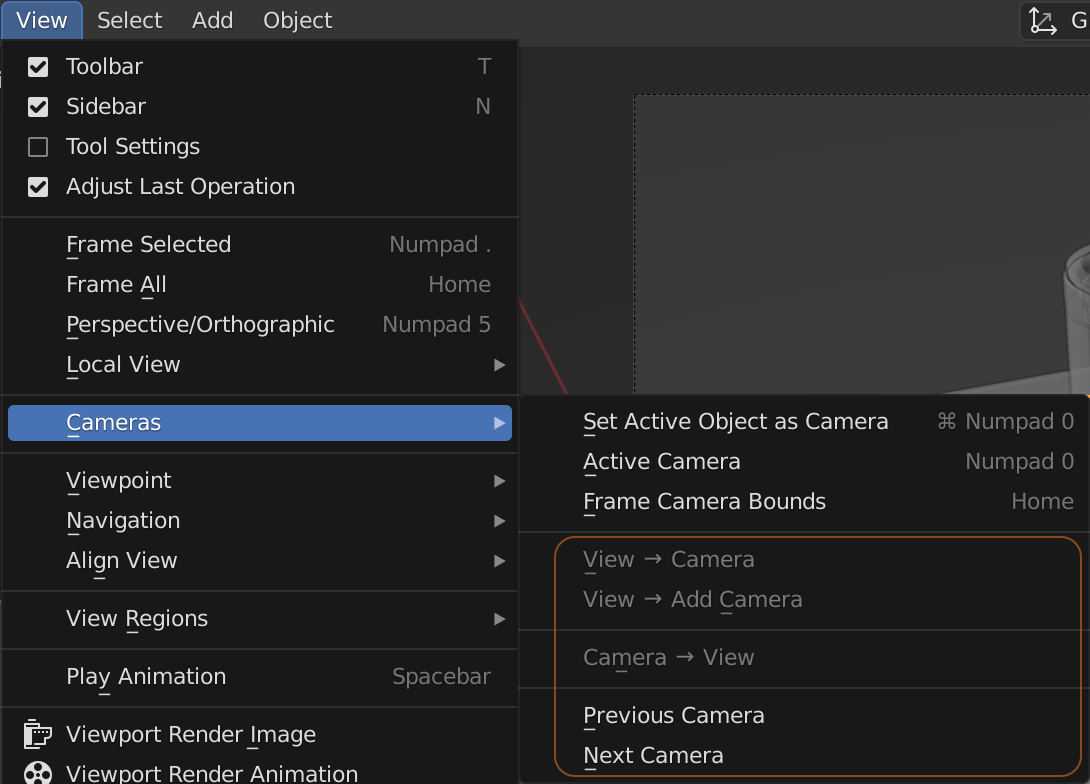 View Select Add Object G
Toolbar T
Sidebar N
Tool Settings
Adjust Last Operation
Frame Selected Numpad .
Frame All Home
Perspective/Orthographic Numpad 5
Local View
Cameras
Viewpoint
Navigation
Align View
View Regions
Play Animation Spacebar
Viewport Render Image
Viewport Render Animation
Set Active Object as Camera ⌘ Numpad 0
Active Camera Numpad 0
Frame Camera Bounds Home
View → Camera
View → Add Camera
Camera → View
Previous Camera
Next Camera